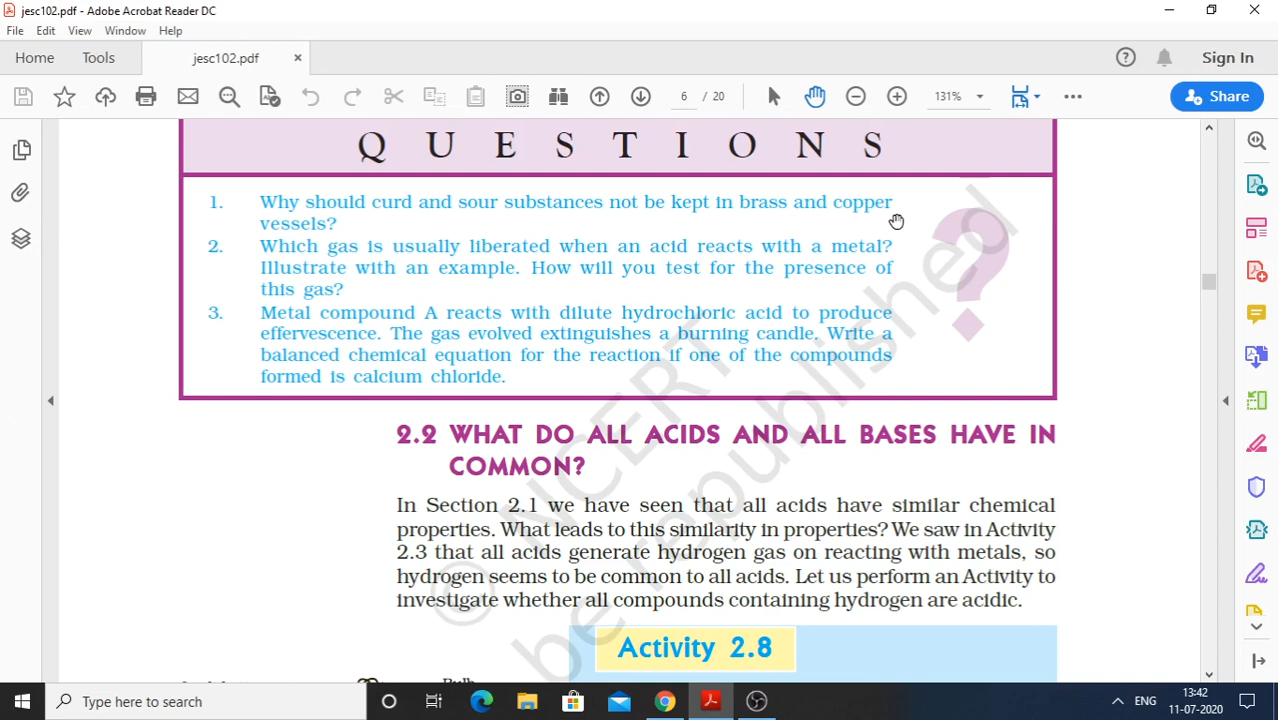 jesc102.pdf - Adobe Acrobat Reader DC
File Edit View Window Help
Home Tools jesc102.pdf × Sign In
6 / 20 131% Share
Q U E S T I O N S
1. Why should curd and sour substances not be kept in brass and copper
vessels?
2. Which gas is usually liberated when an acid reacts with a metal?
Illustrate with an example. How will you test for the presence of
this gas?
3. Metal compound A reacts with dilute hydrochloric acid to produce
effervescence. The gas evolved extinguishes a burning candle. Write a
balanced chemical equation for the reaction if one of the compounds
formed is calcium chloride.
?
© NCERT
be republished
2.2 WHAT DO ALL ACIDS AND ALL BASES HAVE IN
COMMON?
In Section 2.1 we have seen that all acids have similar chemical
properties. What leads to this similarity in properties? We saw in Activity
2.3 that all acids generate hydrogen gas on reacting with metals, so
hydrogen seems to be common to all acids. Let us perform an Activity to
investigate whether all compounds containing hydrogen are acidic.
Activity 2.8
Bulb
Type here to search
ENG
13:42
11-07-2020